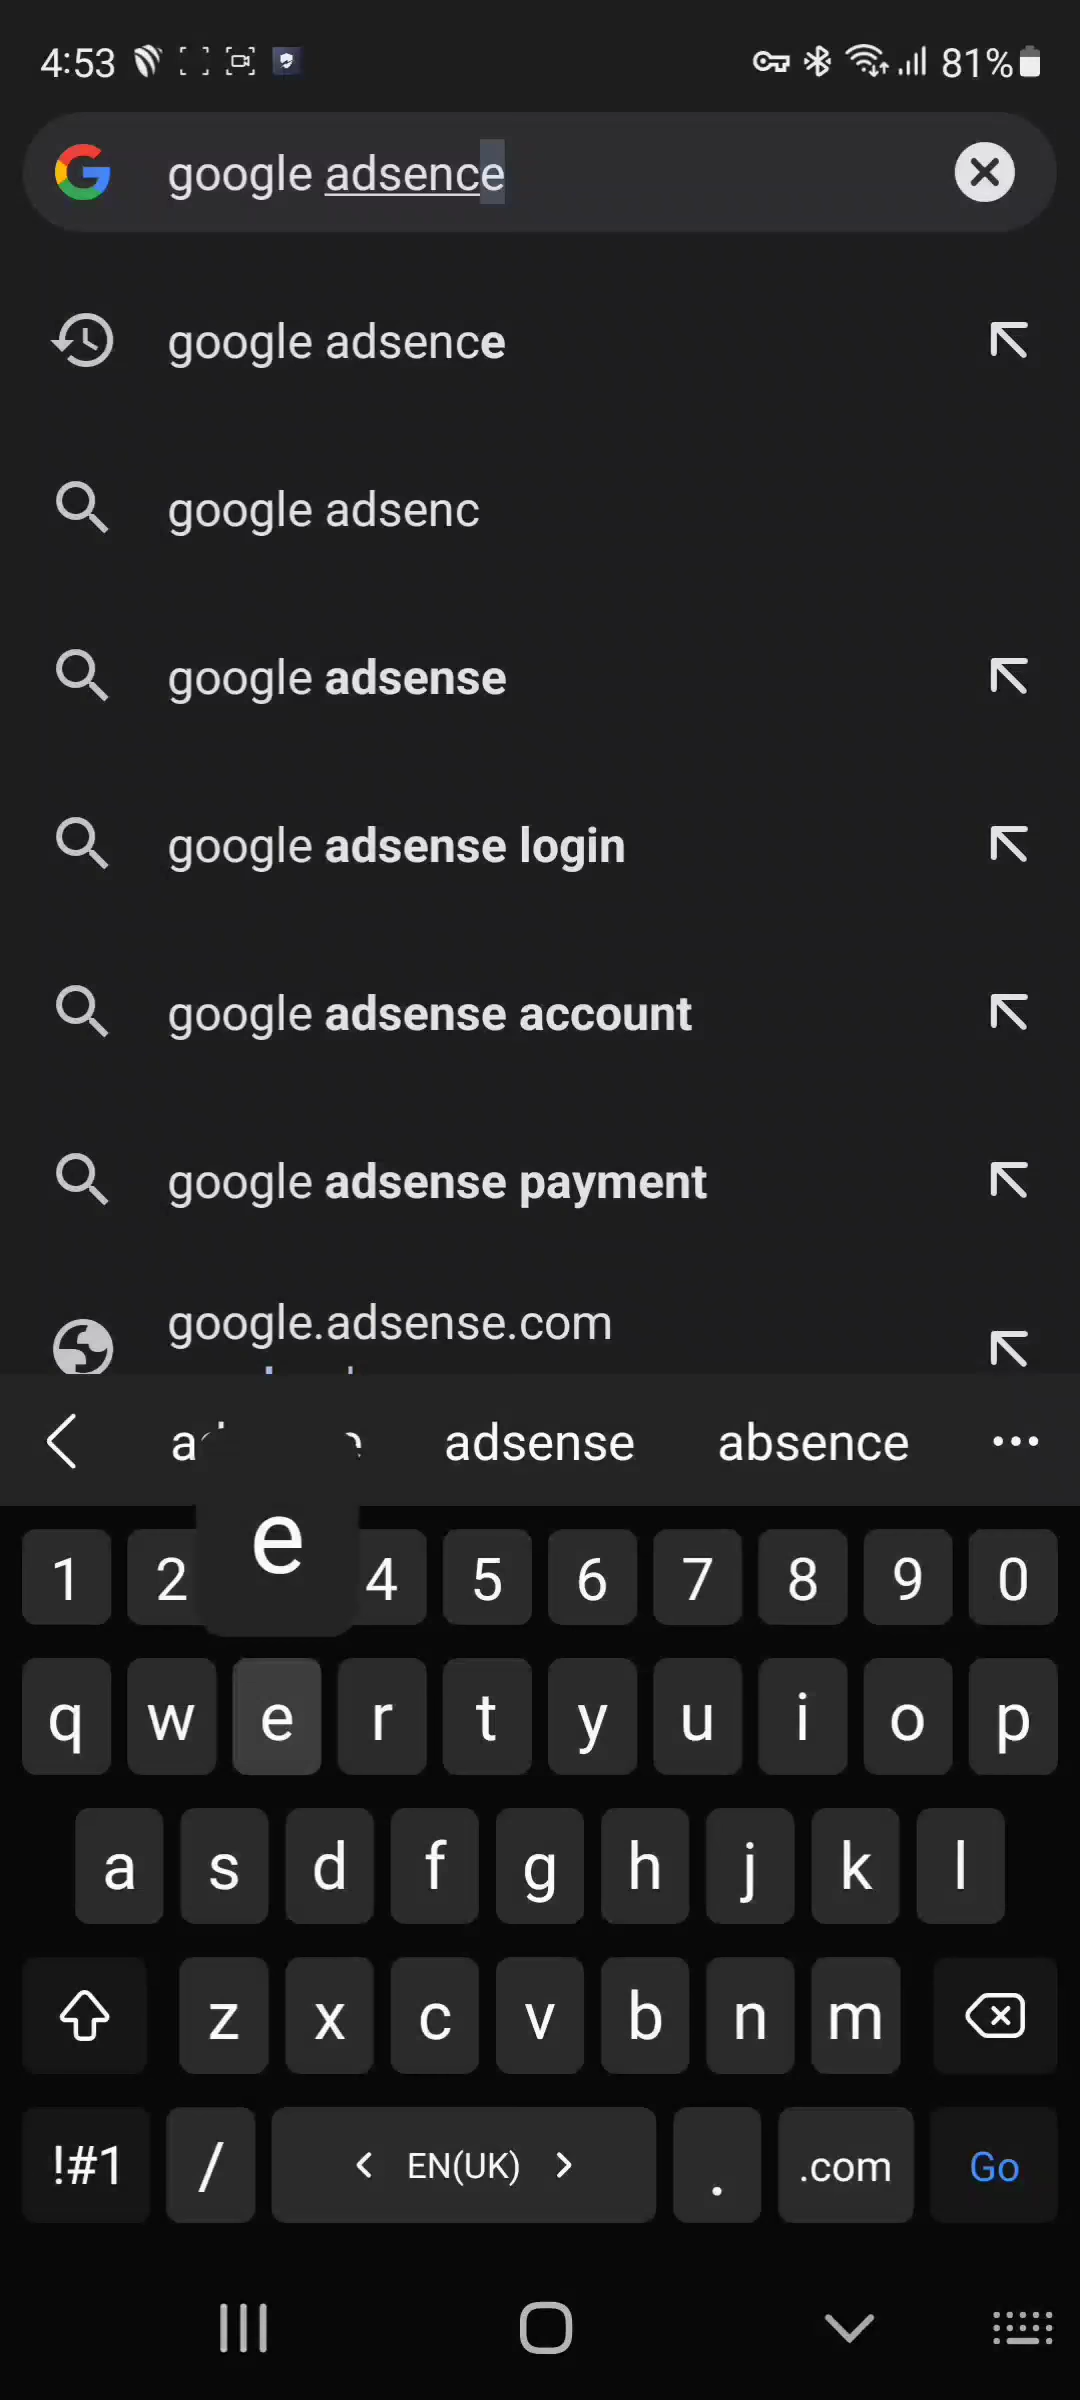 4:53 81%
google adsence
google adsence
google adsenc
google adsense
google adsense login
google adsense account
google adsense payment
google.adsense.com
adsense absence
e
1 2 4 5 6 7 8 9 0
q w e r t y u i o p
a s d f g h j k l
z x c v b n m
!#1 / EN(UK) . .com Go